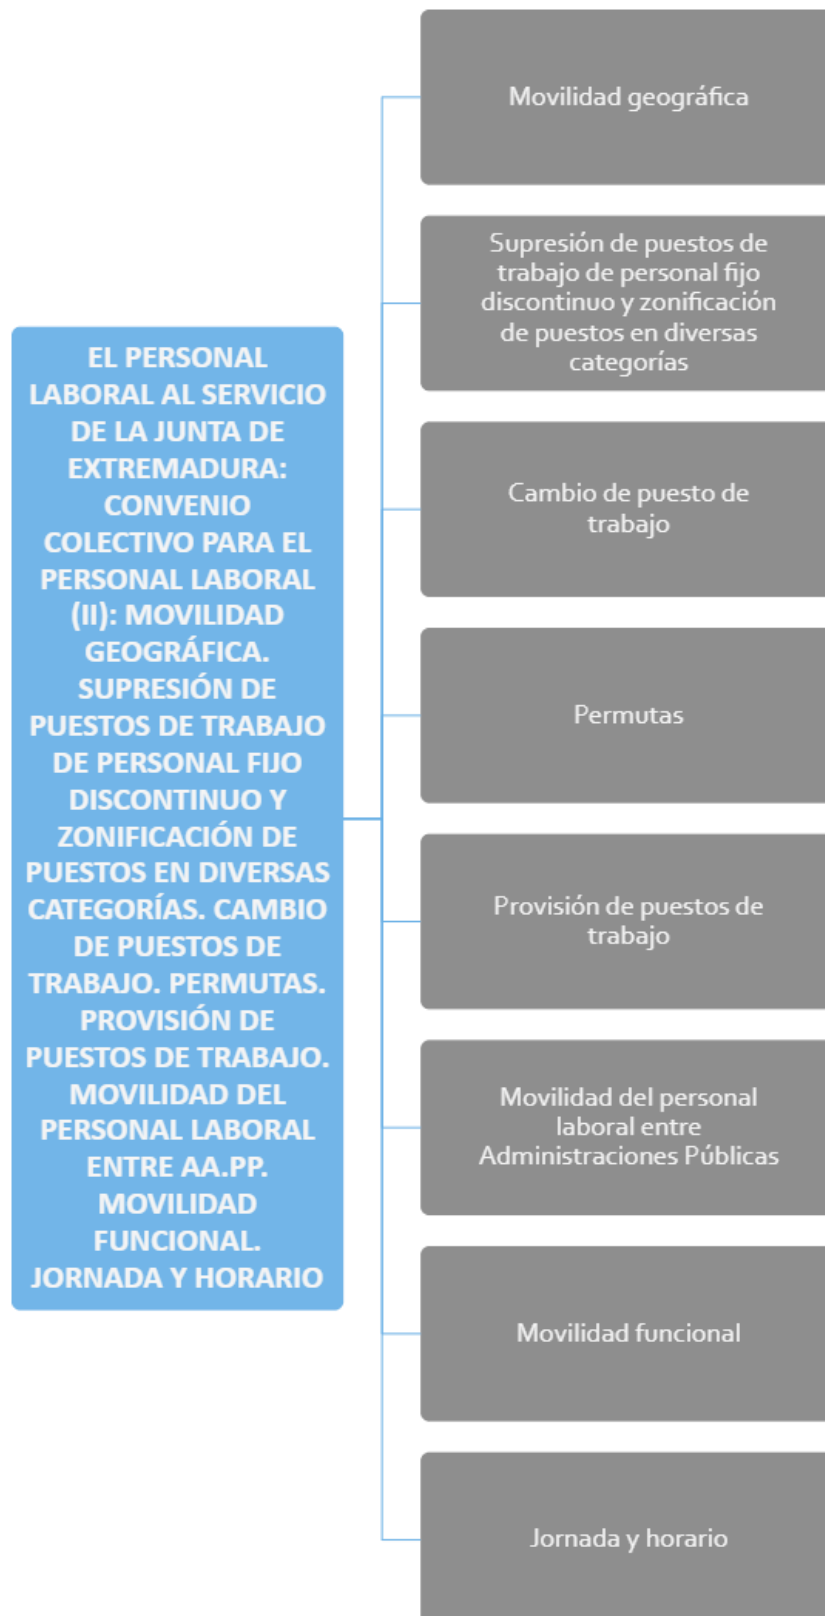 EL PERSONAL
LABORAL AL SERVICIO
DE LA JUNTA DE
EXTREMADURA:
CONVENIO
COLECTIVO PARA EL
PERSONAL LABORAL
(II): MOVILIDAD
GEOGRÁFICA.
SUPRESIÓN DE
PUESTOS DE TRABAJO
DE PERSONAL FIJO
DISCONTINUO Y
ZONIFICACIÓN DE
PUESTOS EN DIVERSAS
CATEGORÍAS. CAMBIO
DE PUESTOS DE
TRABAJO. PERMUTAS.
PROVISIÓN DE
PUESTOS DE TRABAJO.
MOVILIDAD DEL
PERSONAL LABORAL
ENTRE AA.PP.
MOVILIDAD
FUNCIONAL.
JORNADA Y HORARIO
Movilidad geográfica
Supresión de puestos de
trabajo de personal fijo
discontinuo y zonificación
de puestos en diversas
categorías
Cambio de puesto de
trabajo
Permutas
Provisión de puestos de
trabajo
Movilidad del personal
laboral entre
Administraciones Públicas
Movilidad funcional
Jornada y horario